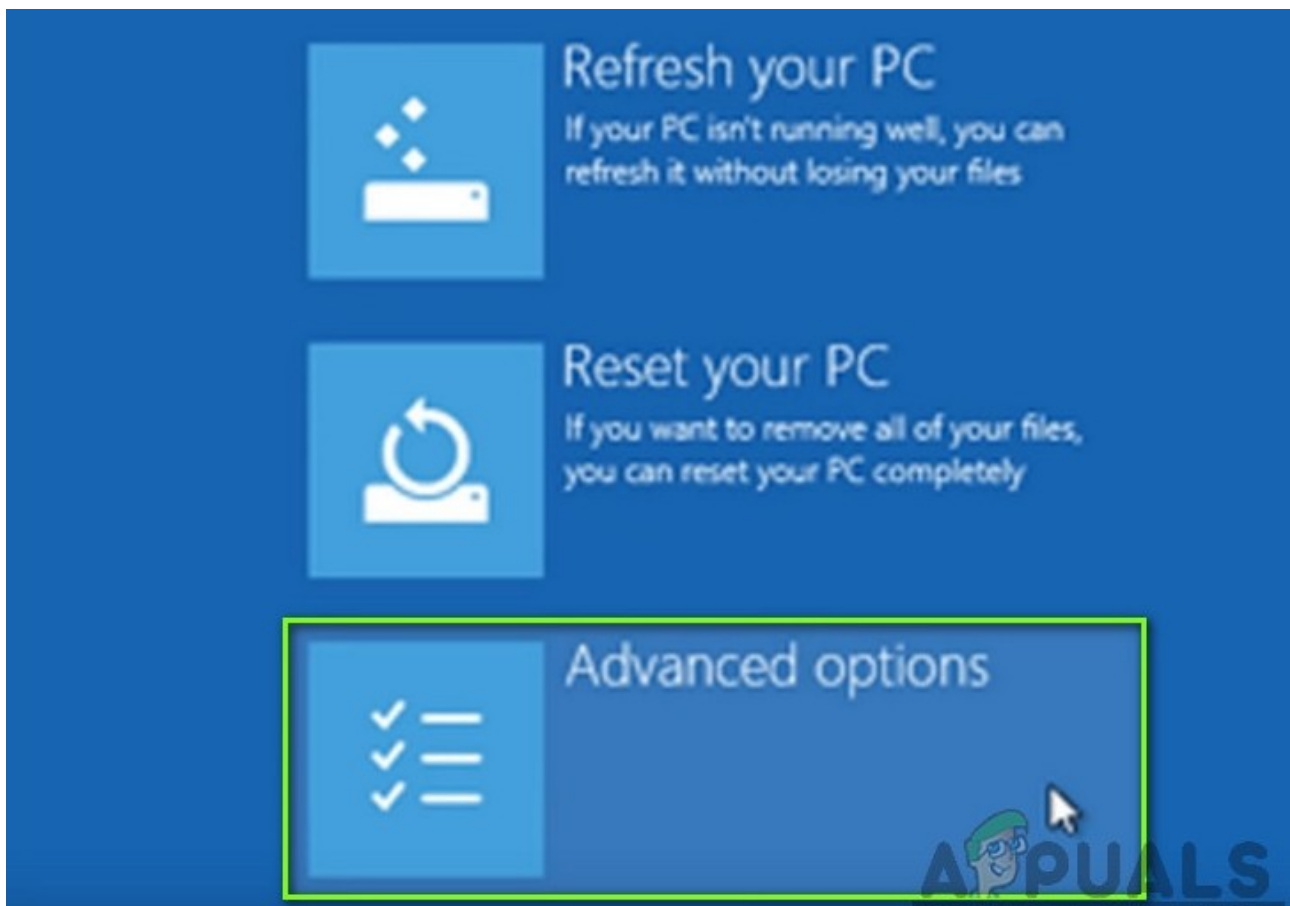 Refresh your PC
If your PC isn't running well, you can
refresh it without losing your files
Reset your PC
If you want to remove all of your files,
you can reset your PC completely
Advanced options
APPUALS